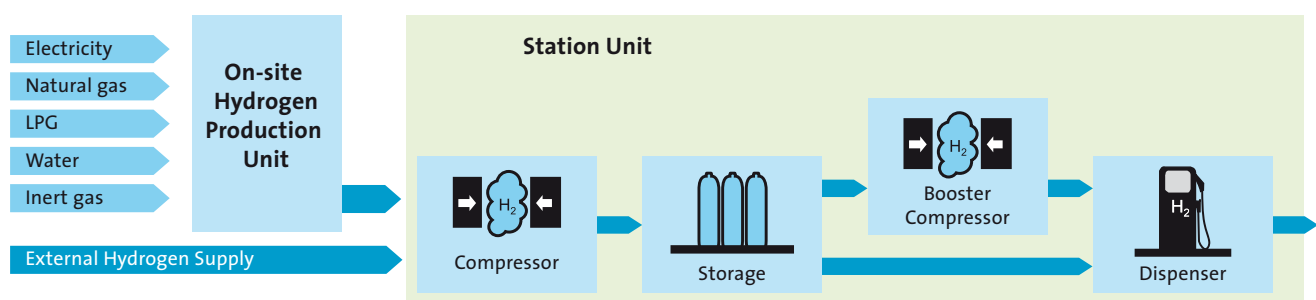 Electricity
Natural gas
LPG
Water
Inert gas
External Hydrogen Supply
On-site
Hydrogen
Production
Unit
Station Unit
H₂
Compressor
Storage
H₂
Booster
Compressor
H₂
Dispenser